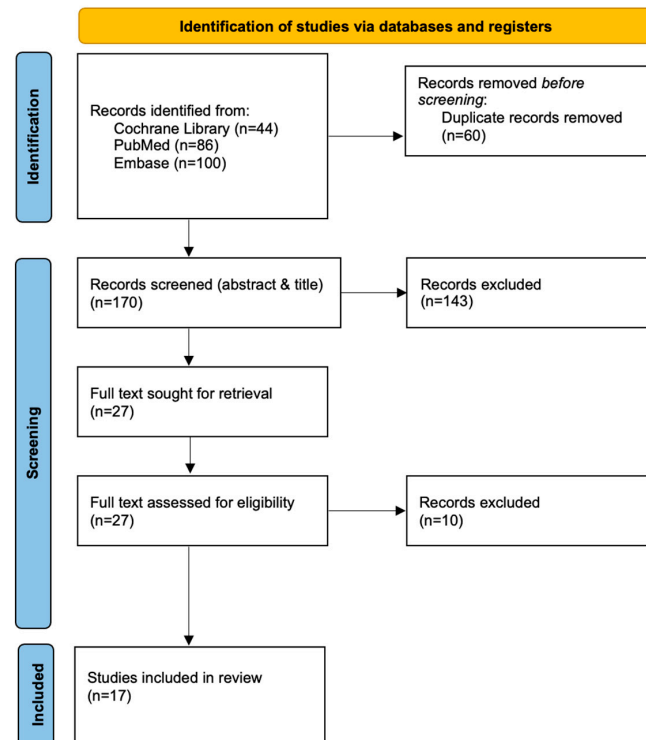 Identification of studies via databases and registers
Identification
Records identified from:
Cochrane Library (n=44)
PubMed (n=86)
Embase (n=100)
Records removed before
screening:
Duplicate records removed
(n=60)
Screening
Records screened (abstract & title)
(n=170)
Records excluded
(n=143)
Full text sought for retrieval
(n=27)
Full text assessed for eligibility
(n=27)
Records excluded
(n=10)
Included
Studies included in review
(n=17)